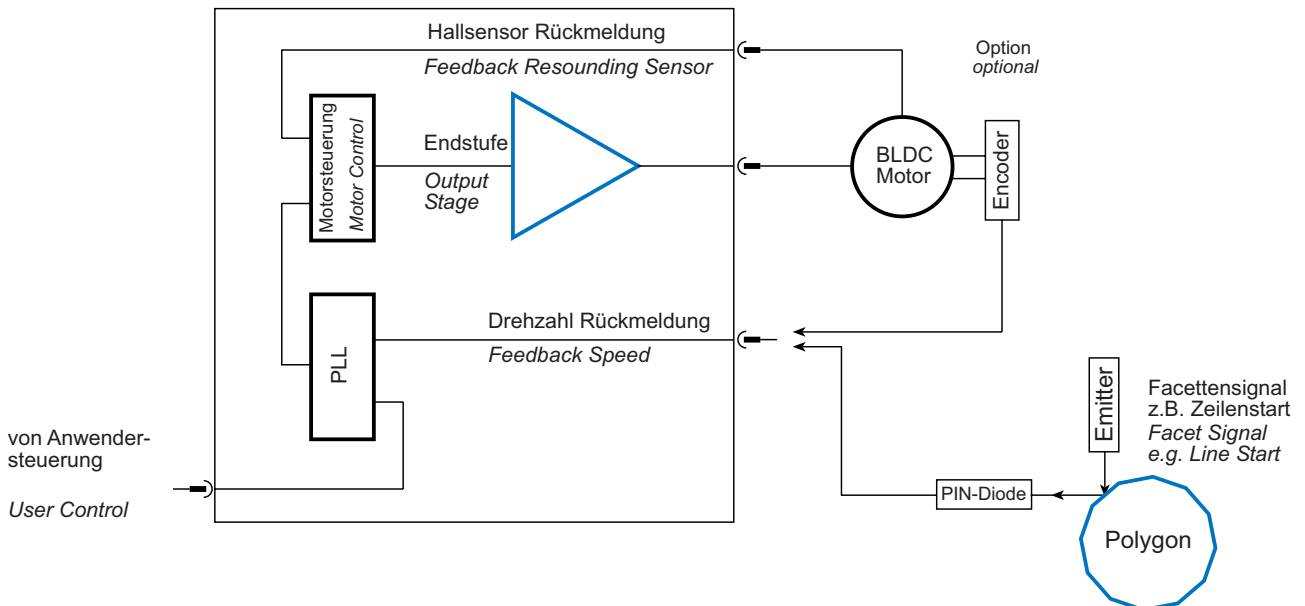 Hallsensor Rückmeldung
Feedback Resounding Sensor
Option
optional
Motorsteuerung
Motor Control
Endstufe
Output
Stage
BLDC
Motor
Encoder
Drehzahl Rückmeldung
Feedback Speed
PLL
von Anwender-
steuerung
User Control
Emitter
Facettensignal
z.B. Zeilenstart
Facet Signal
e.g. Line Start
PIN-Diode
Polygon